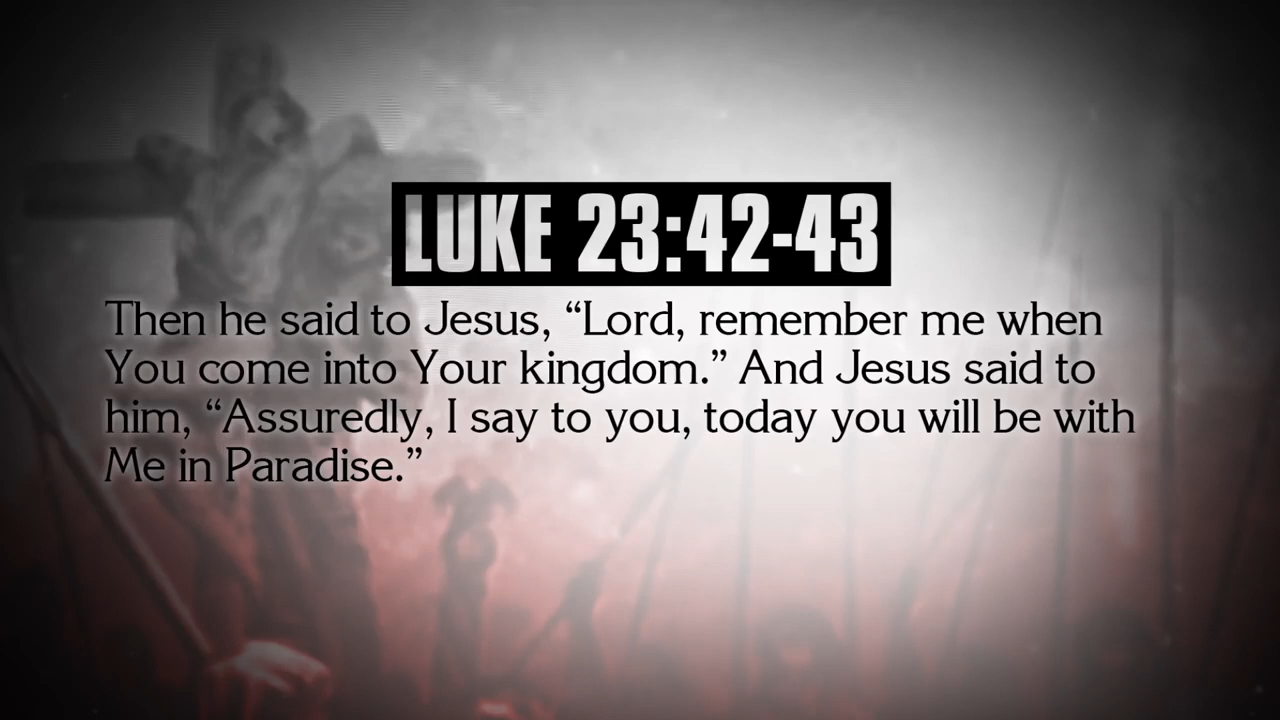 LUKE 23:42-43
Then he said to Jesus, “Lord, remember me when
You come into Your kingdom.” And Jesus said to
him, “Assuredly, I say to you, today you will be with
Me in Paradise.”